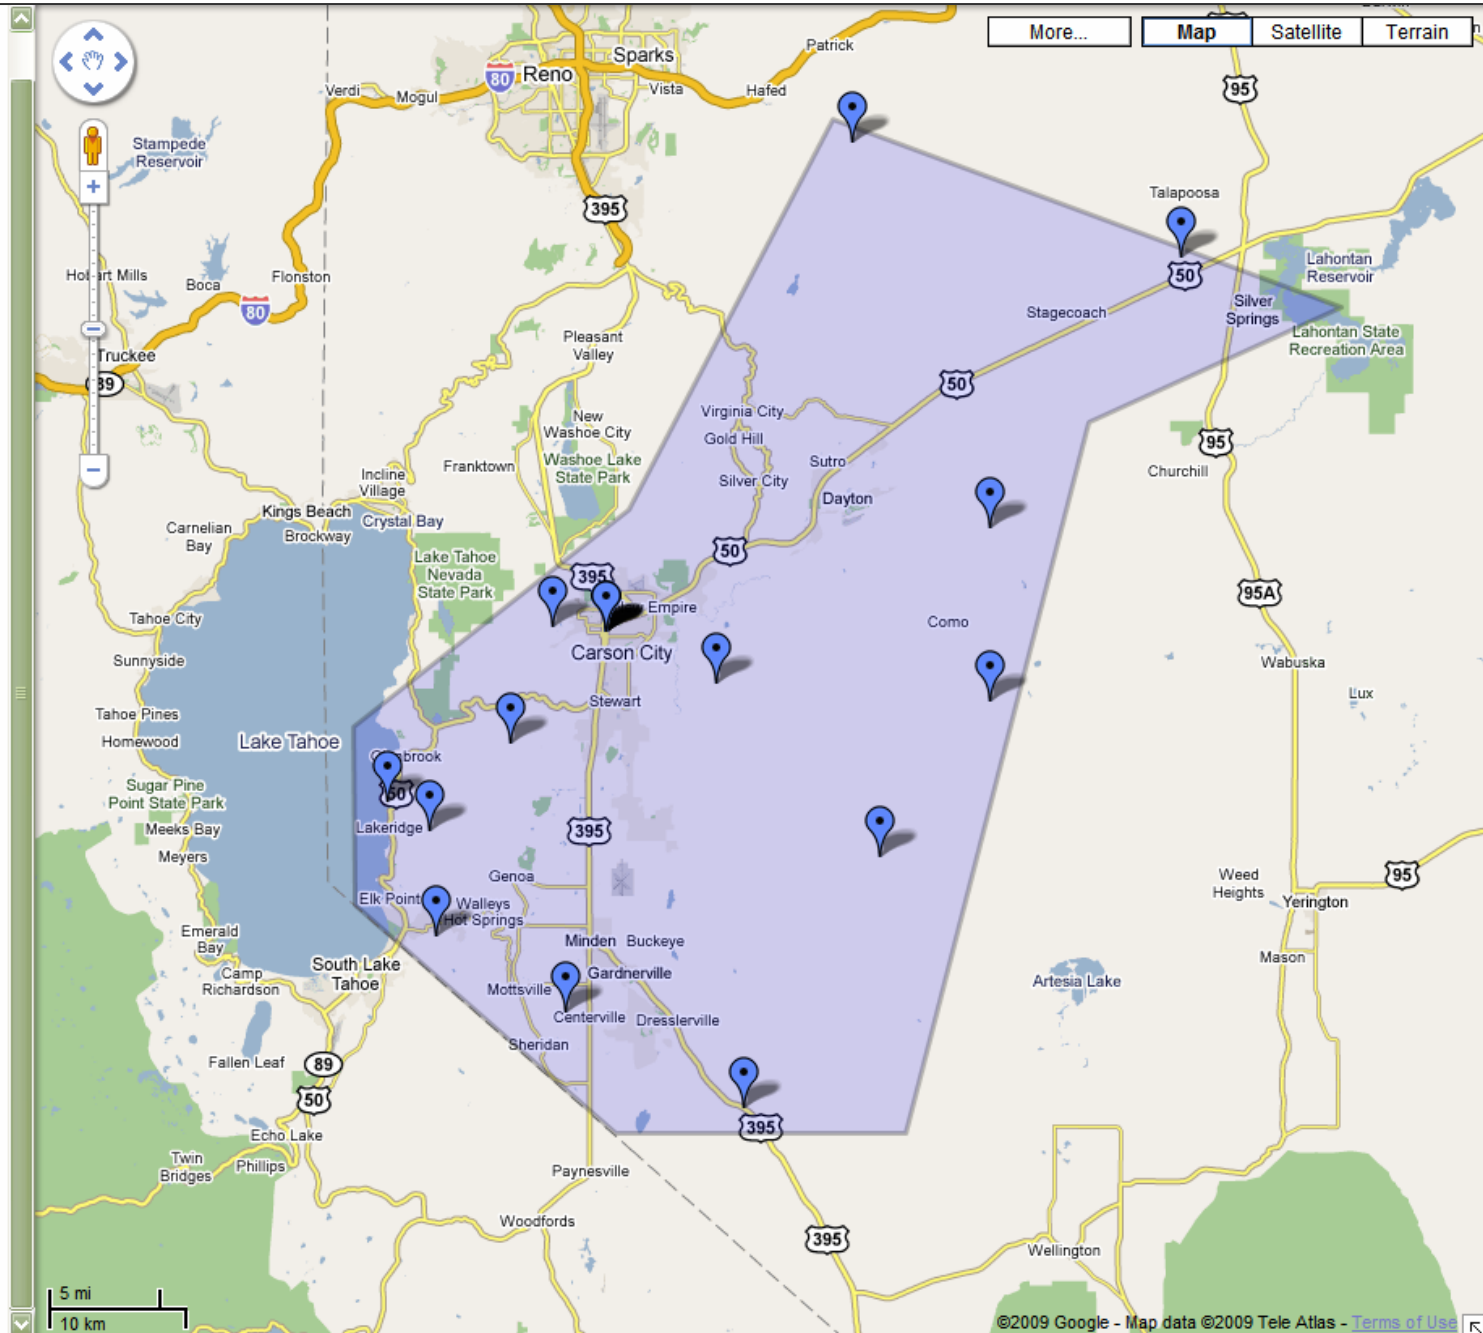 More...
Map
Satellite
Terrain
Patrick
Sparks
Reno
80
Vista
Hafed
Verdi
Mogul
95
Stampede
Reservoir
Talapoosa
395
Hobart Mills
Boca
Flonston
80
50
Lahontan
Reservoir
Silver
Springs
Stagecoach
Lahontan State
Recreation Area
Pleasant
Valley
Truckee
89
50
New
Washoe City
Virginia City
Gold Hill
95
Washoe Lake
State Park
Franktown
Sutro
Churchill
Incline
Village
Silver City
Dayton
Kings Beach
Crystal Bay
Brockway
Carnelian
Bay
50
Lake Tahoe
Nevada
State Park
395
95A
Empire
Tahoe City
Como
Carson City
Sunnyside
Wabuska
Stewart
Lux
Tahoe Pines
Homewood
Lake Tahoe
Sugar Pine
Point State Park
50
Lakeridge
Meeks Bay
395
Meyers
Genoa
Weed
Heights
95
Elk Point
Walleys
Hot Springs
Yerington
Emerald
Bay
Minden
Buckeye
Mason
South Lake
Tahoe
Camp
Richardson
Gardnerville
Mottsville
Artesia Lake
Centerville
Dresslerville
Sheridan
Fallen Leaf
89
50
395
Echo Lake
Twin
Bridges
Phillips
Paynesville
Woodfords
395
Wellington
5 mi
10 km
©2009 Google - Map data ©2009 Tele Atlas - Terms of Use